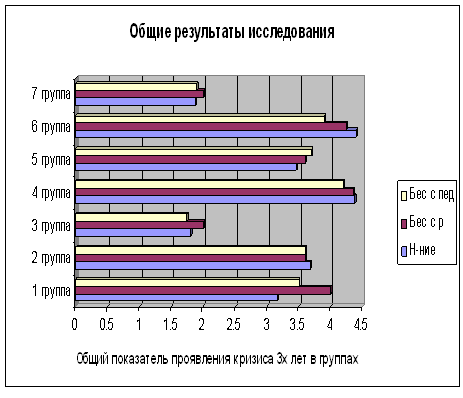 Общие результаты исследования
7 группа
6 группа
5 группа
4 группа
3 группа
2 группа
1 группа
0 0.5 1 1.5 2 2.5 3 3.5 4 4.5
Общий показатель проявления кризиса 3х лет в группах
Бес с пед
Бес с р
Н-ние